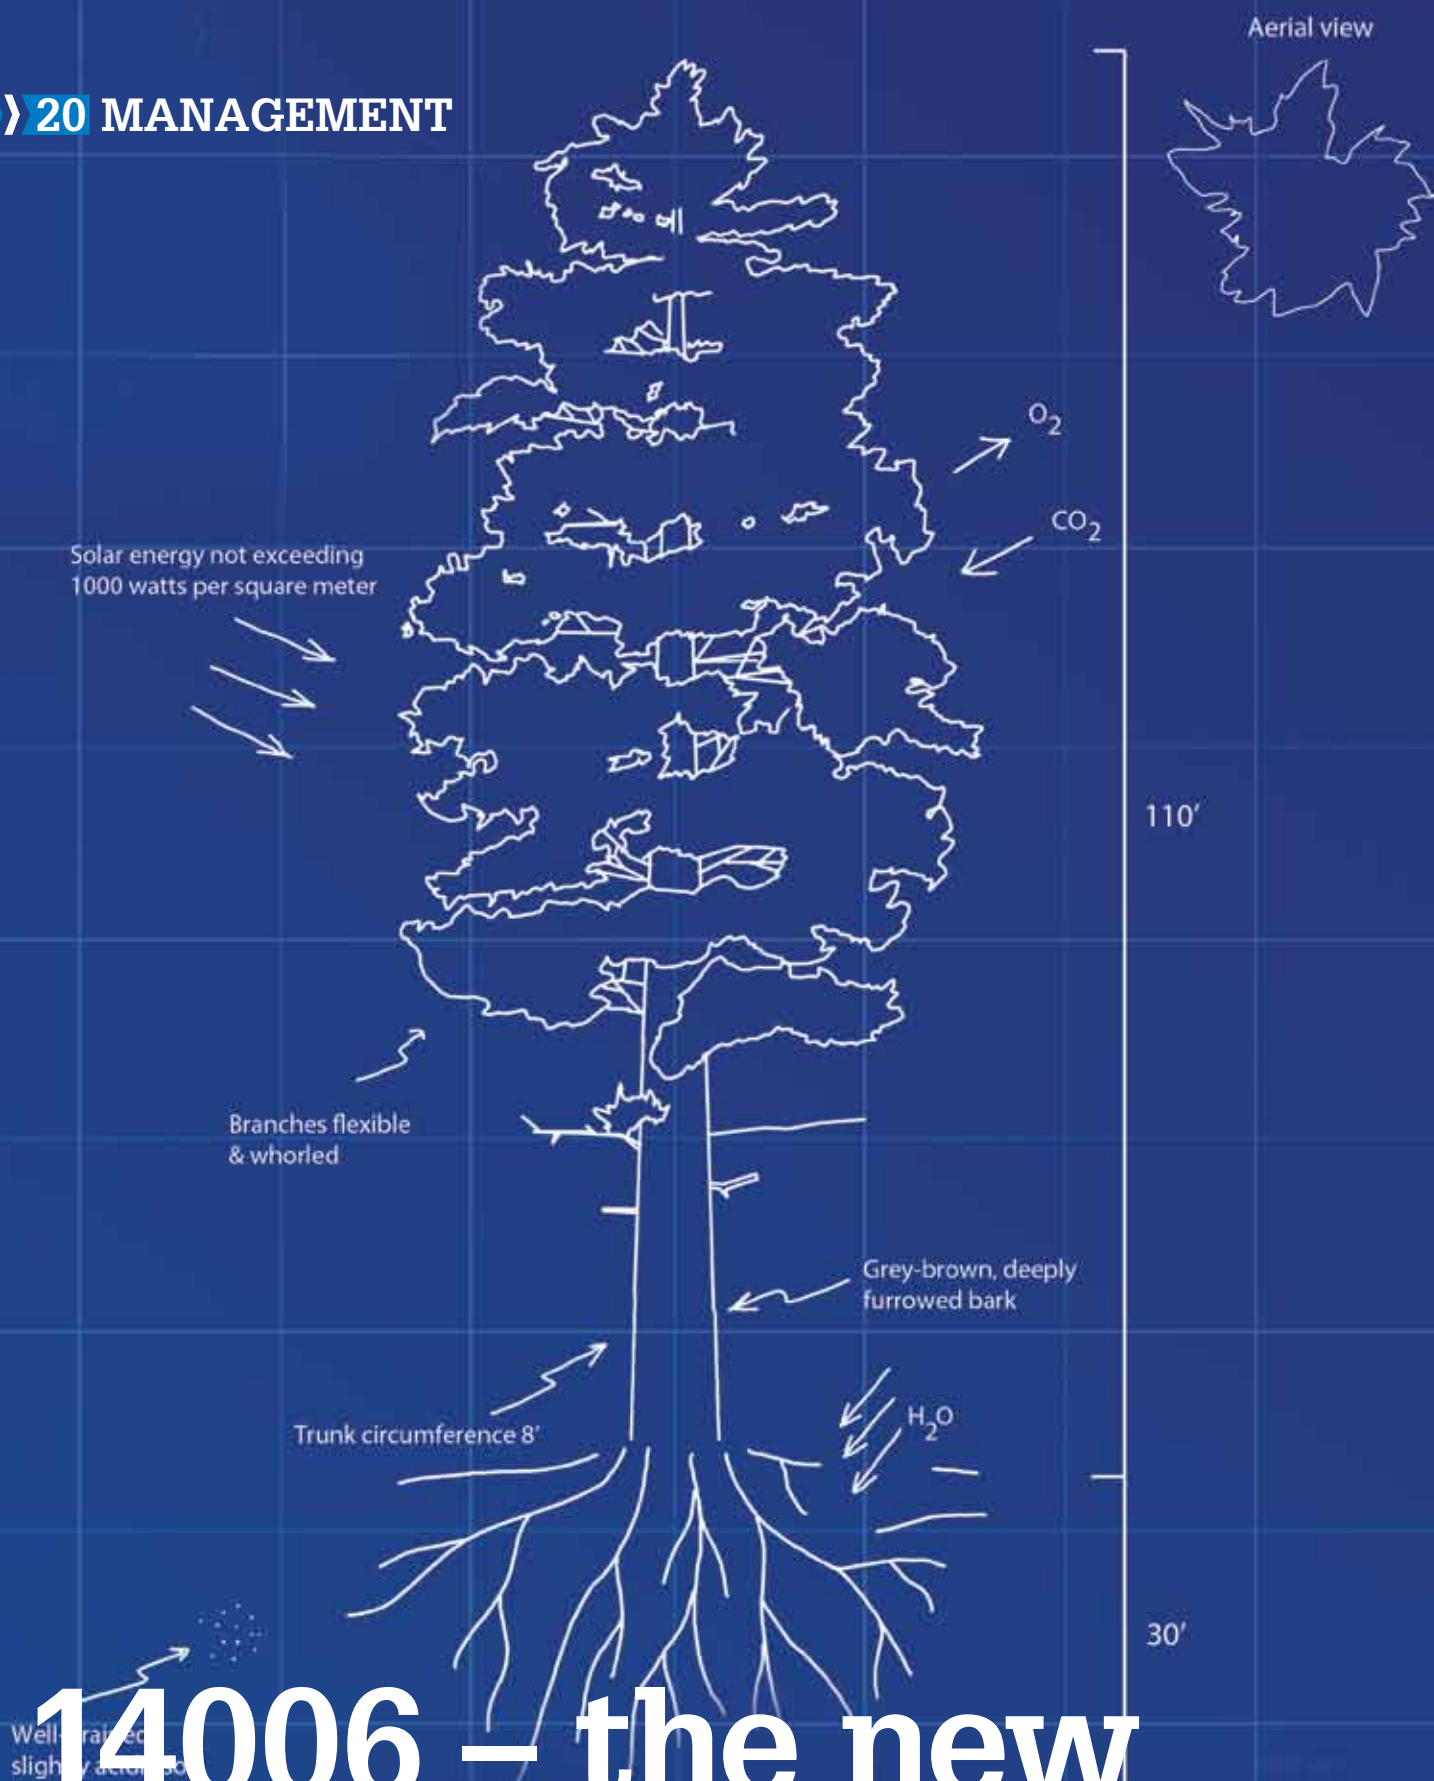 Aerial view
20 MANAGEMENT
O2
CO2
Solar energy not exceeding
1000 watts per square meter
110′
Branches flexible
& whorled
Grey-brown, deeply
furrowed bark
H2O
Trunk circumference 8′
30′
14006 – the new